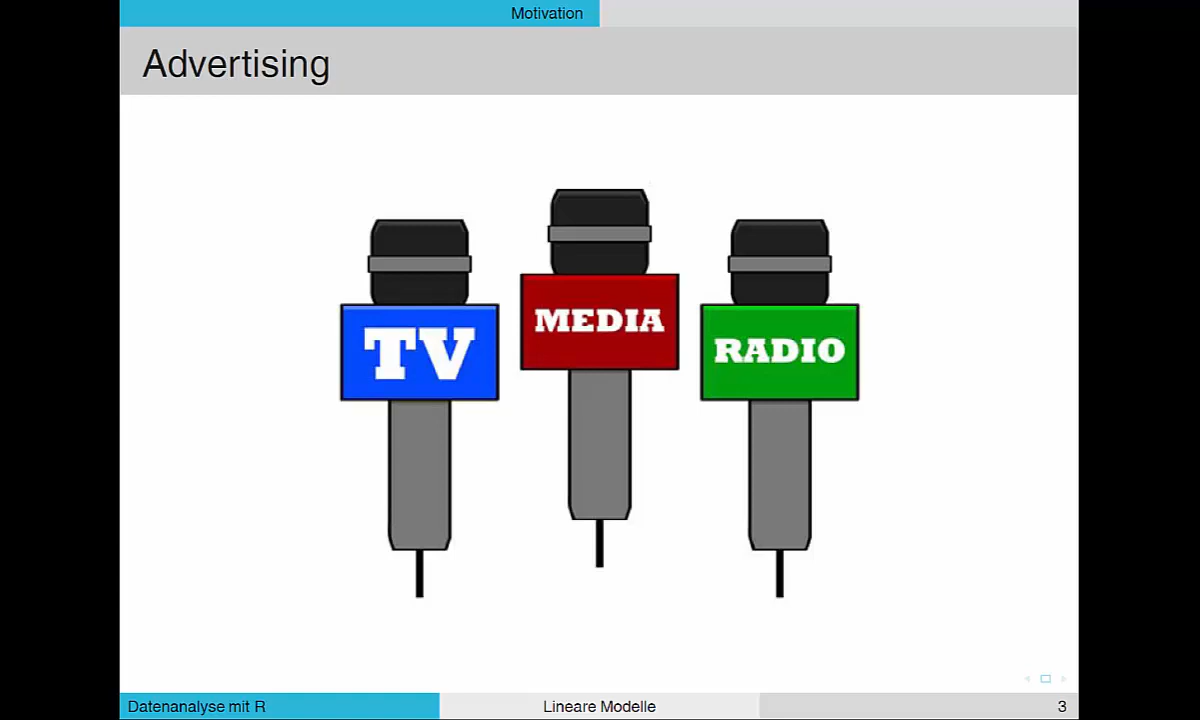 Motivation
Advertising
TV
MEDIA
RADIO
Datenanalyse mit R
Lineare Modelle
3